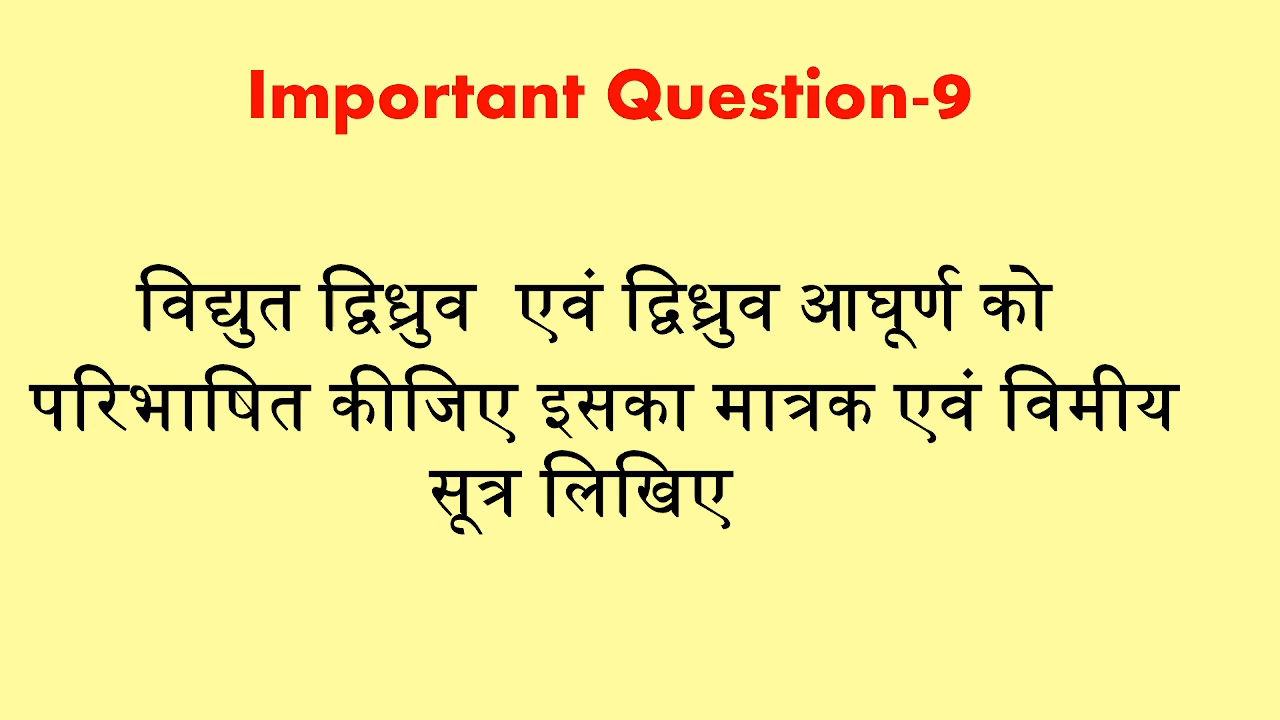 Important Question-9
विद्युत द्विध्रुव एवं द्विध्रुव आघूर्ण को
परिभाषित कीजिए इसका मात्रक एवं विमीय
सूत्र लिखिए